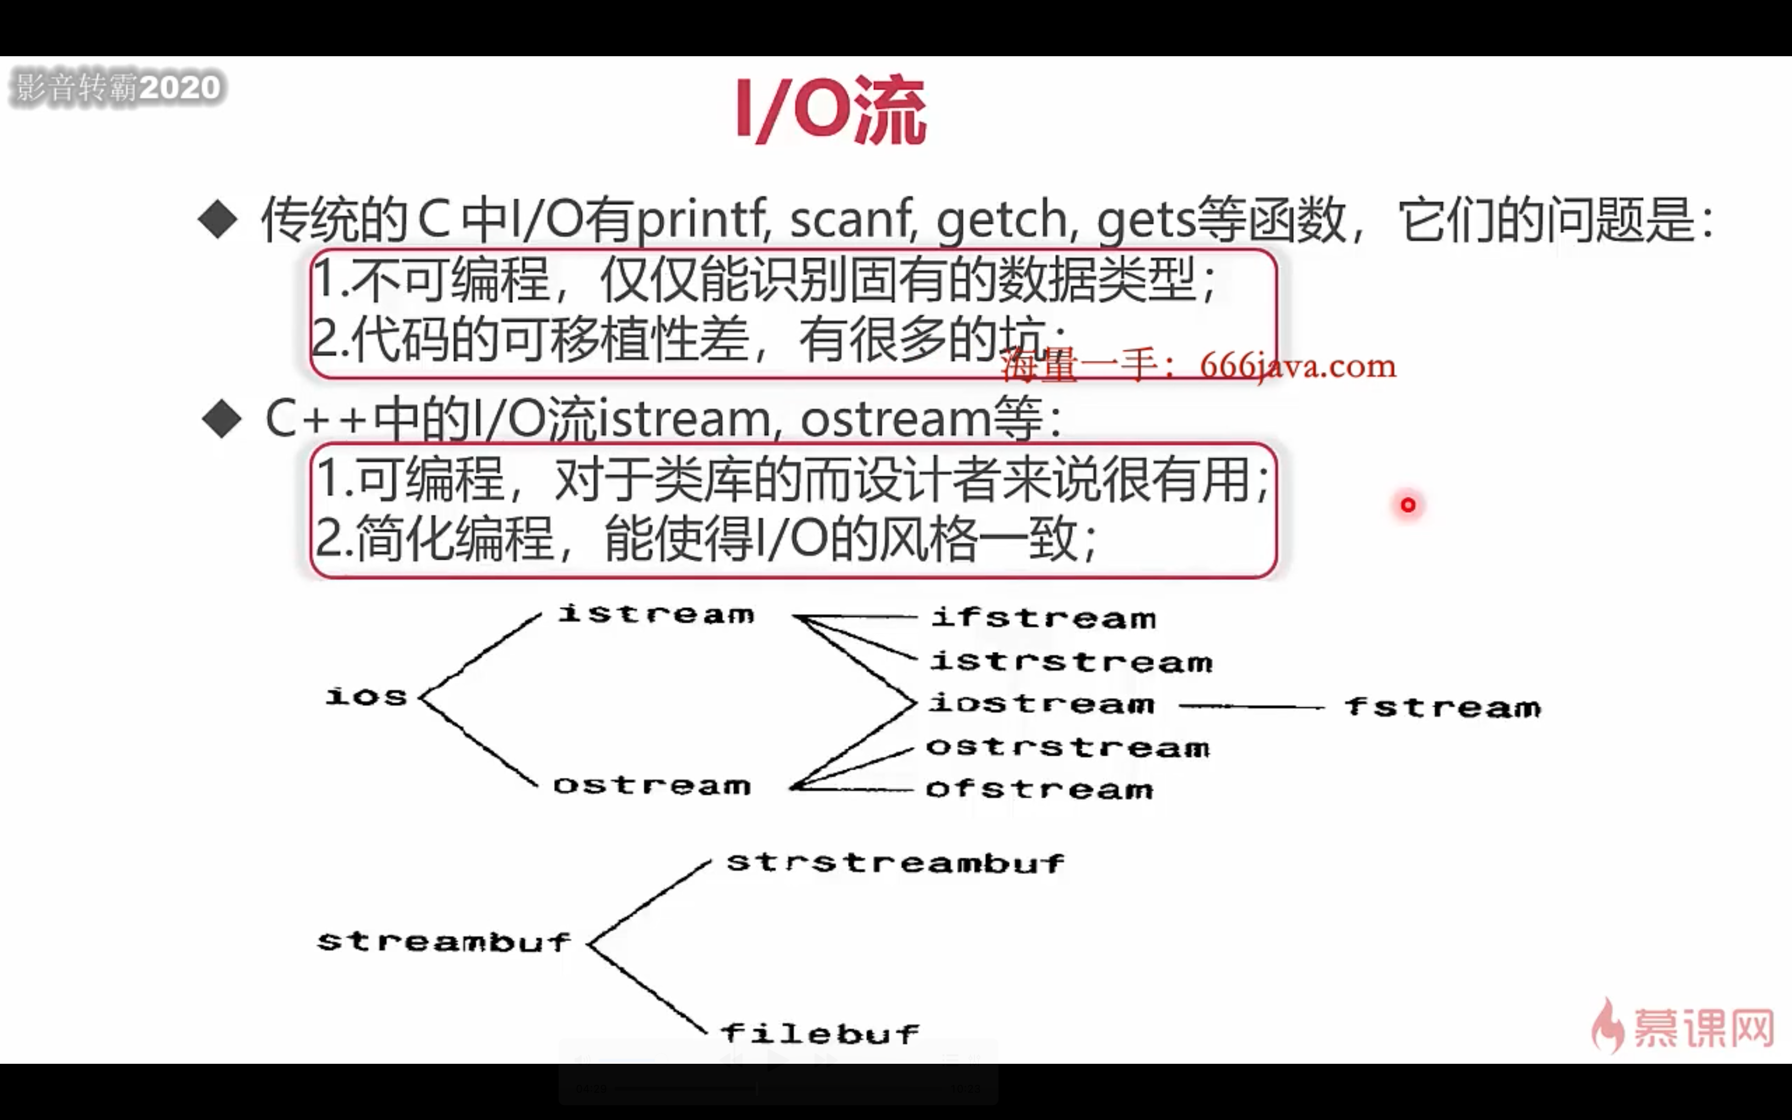 影音转霸2020
I/O流
◆ 传统的C中I/O有printf, scanf, getch, gets等函数，它们的问题是：
1.不可编程，仅仅能识别固有的数据类型；
2.代码的可移植性差，有很多的坑；
海量一手：666java.com
◆ C++中的I/O流istream, ostream等：
1.可编程，对于类库的而设计者来说很有用；
2.简化编程，能使得I/O的风格一致；
istream
ifstream
istrstream
ios
iostream
fstream
ostrstream
ostream
ofstream
strstreambuf
streambuf
filebuf
慕课网